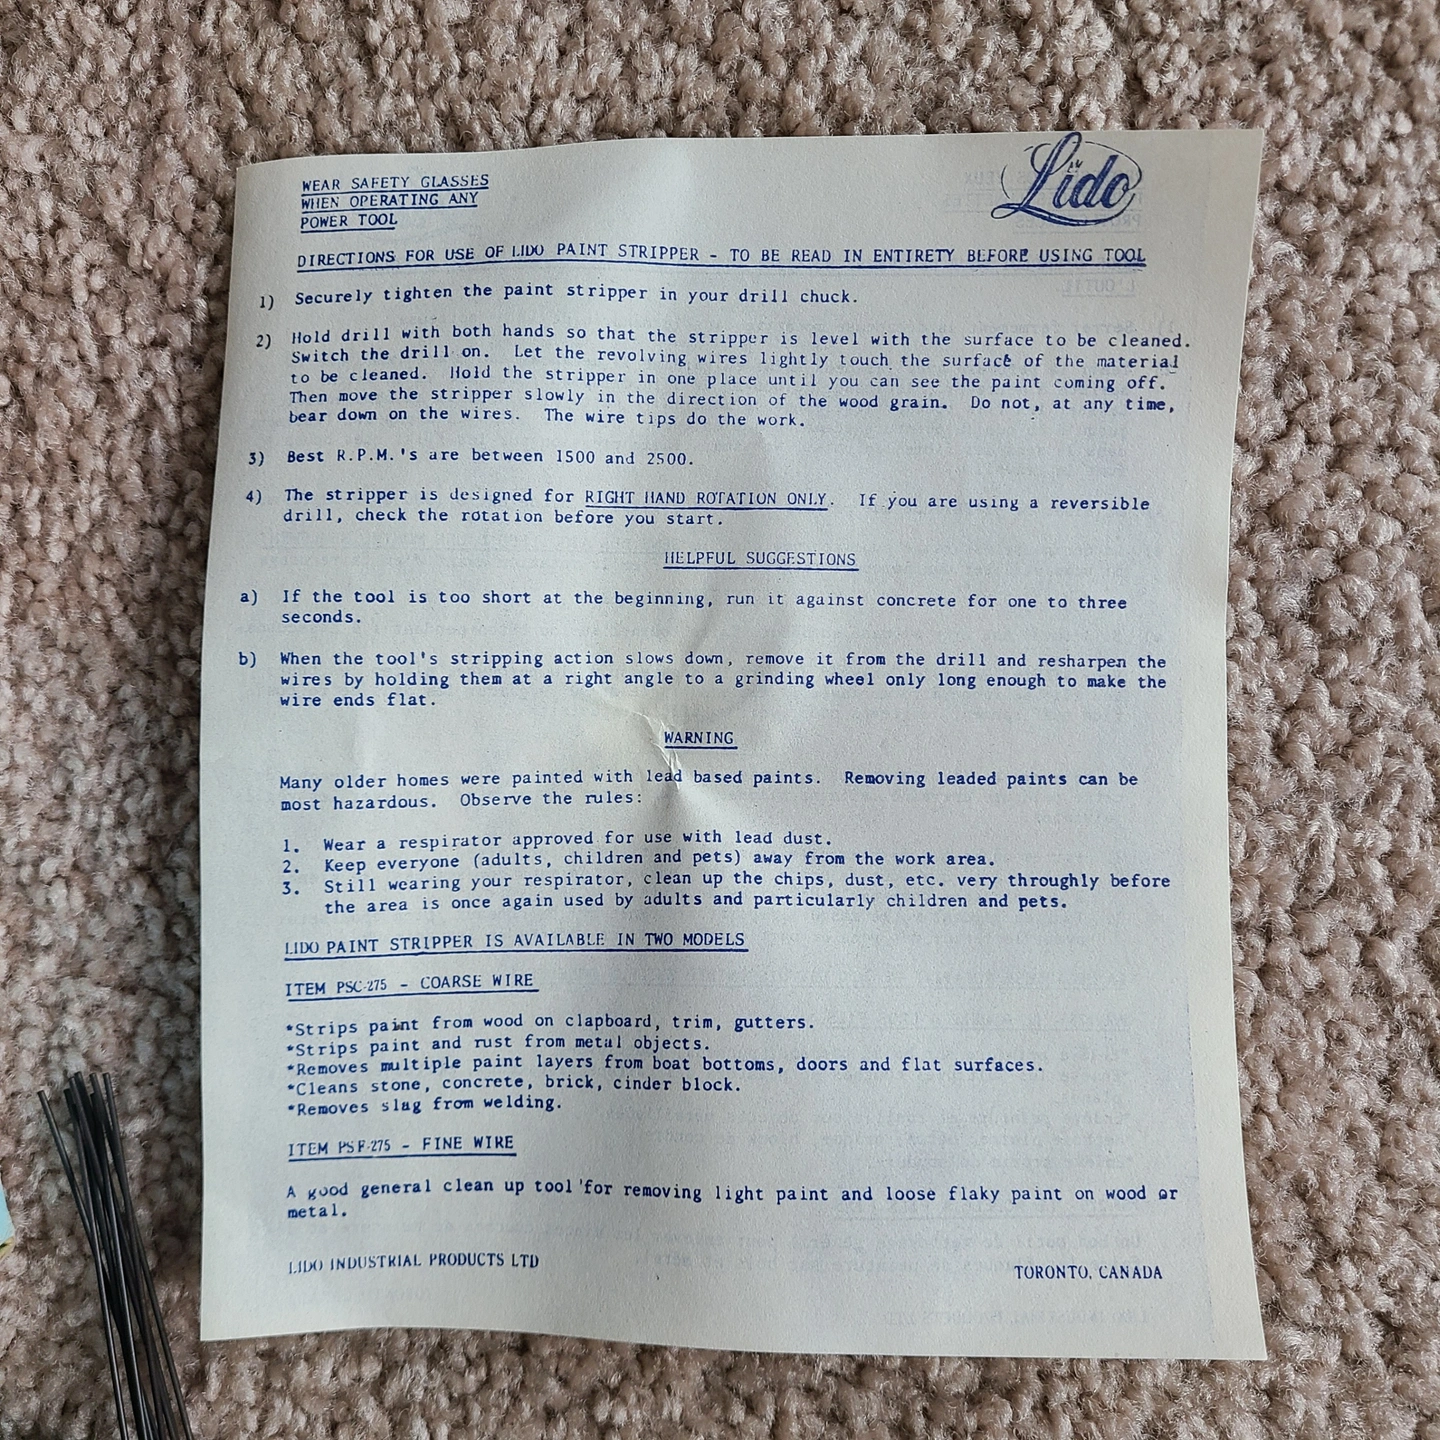 Lido
WEAR SAFETY GLASSES
WHEN OPERATING ANY
POWER TOOL
DIRECTIONS FOR USE OF LIDO PAINT STRIPPER - TO BE READ IN ENTIRETY BEFORE USING TOOL
1) Securely tighten the paint stripper in your drill chuck.
2) Hold drill with both hands so that the stripper is level with the surface to be cleaned.
Switch the drill on. Let the revolving wires lightly touch the surface of the material
to be cleaned. Hold the stripper in one place until you can see the paint coming off.
Then move the stripper slowly in the direction of the wood grain. Do not, at any time,
bear down on the wires. The wire tips do the work.
3) Best R.P.M.'s are between 1500 and 2500.
4) The stripper is designed for RIGHT HAND ROTATION ONLY. If you are using a reversible
drill, check the rotation before you start.
HELPFUL SUGGESTIONS
a) If the tool is too short at the beginning, run it against concrete for one to three
seconds.
b) When the tool's stripping action slows down, remove it from the drill and resharpen the
wires by holding them at a right angle to a grinding wheel only long enough to make the
wire ends flat.
WARNING
Many older homes were painted with lead based paints. Removing leaded paints can be
most hazardous. Observe the rules:
1. Wear a respirator approved for use with lead dust.
2. Keep everyone (adults, children and pets) away from the work area.
3. Still wearing your respirator, clean up the chips, dust, etc. very throughly before
the area is once again used by adults and particularly children and pets.
LIDO PAINT STRIPPER IS AVAILABLE IN TWO MODELS
ITEM PSC-275 - COARSE WIRE
*Strips paint from wood on clapboard, trim, gutters.
*Strips paint and rust from metal objects.
*Removes multiple paint layers from boat bottoms, doors and flat surfaces.
*Cleans stone, concrete, brick, cinder block.
*Removes slag from welding.
ITEM PSF-275 - FINE WIRE
A good general clean up tool for removing light paint and loose flaky paint on wood or
metal.
LIDO INDUSTRIAL PRODUCTS LTD
TORONTO, CANADA